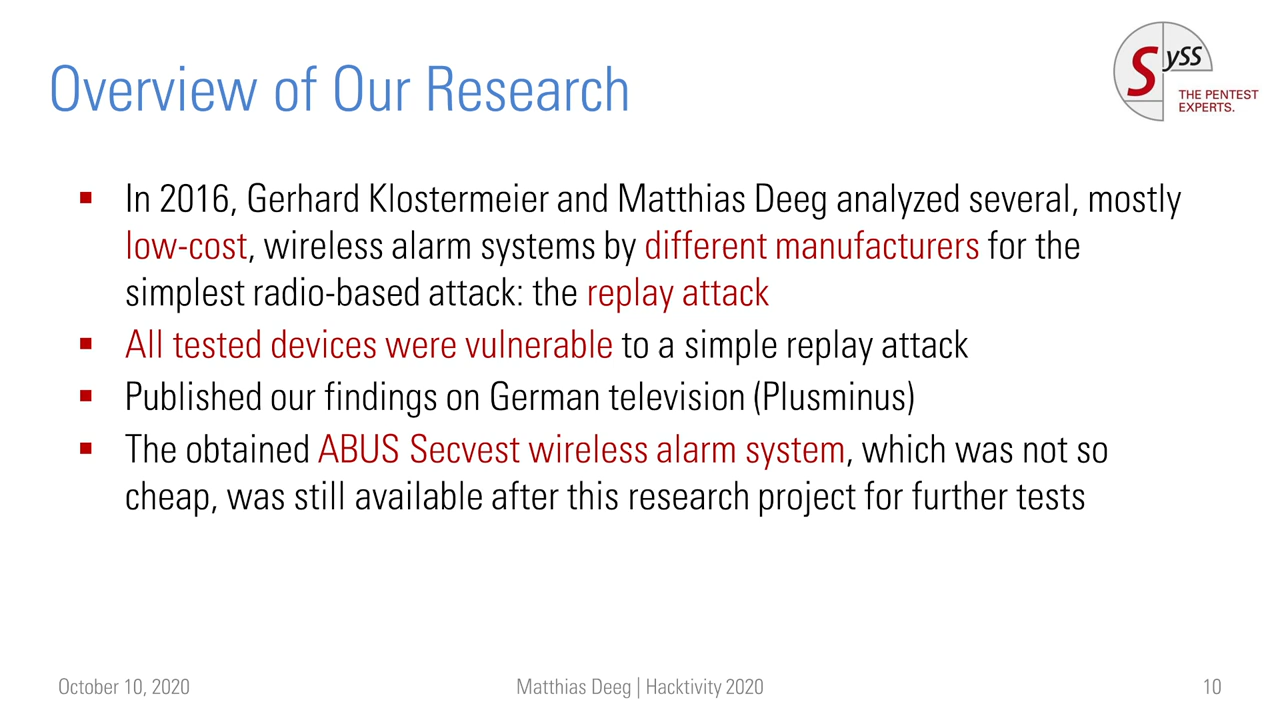 Overview of Our Research
SySS
THE PENTEST
EXPERTS.
▪ In 2016, Gerhard Klostermeier and Matthias Deeg analyzed several, mostly
low-cost, wireless alarm systems by different manufacturers for the
simplest radio-based attack: the replay attack
▪ All tested devices were vulnerable to a simple replay attack
▪ Published our findings on German television (Plusminus)
▪ The obtained ABUS Secvest wireless alarm system, which was not so
cheap, was still available after this research project for further tests
October 10, 2020
Matthias Deeg | Hacktivity 2020
10